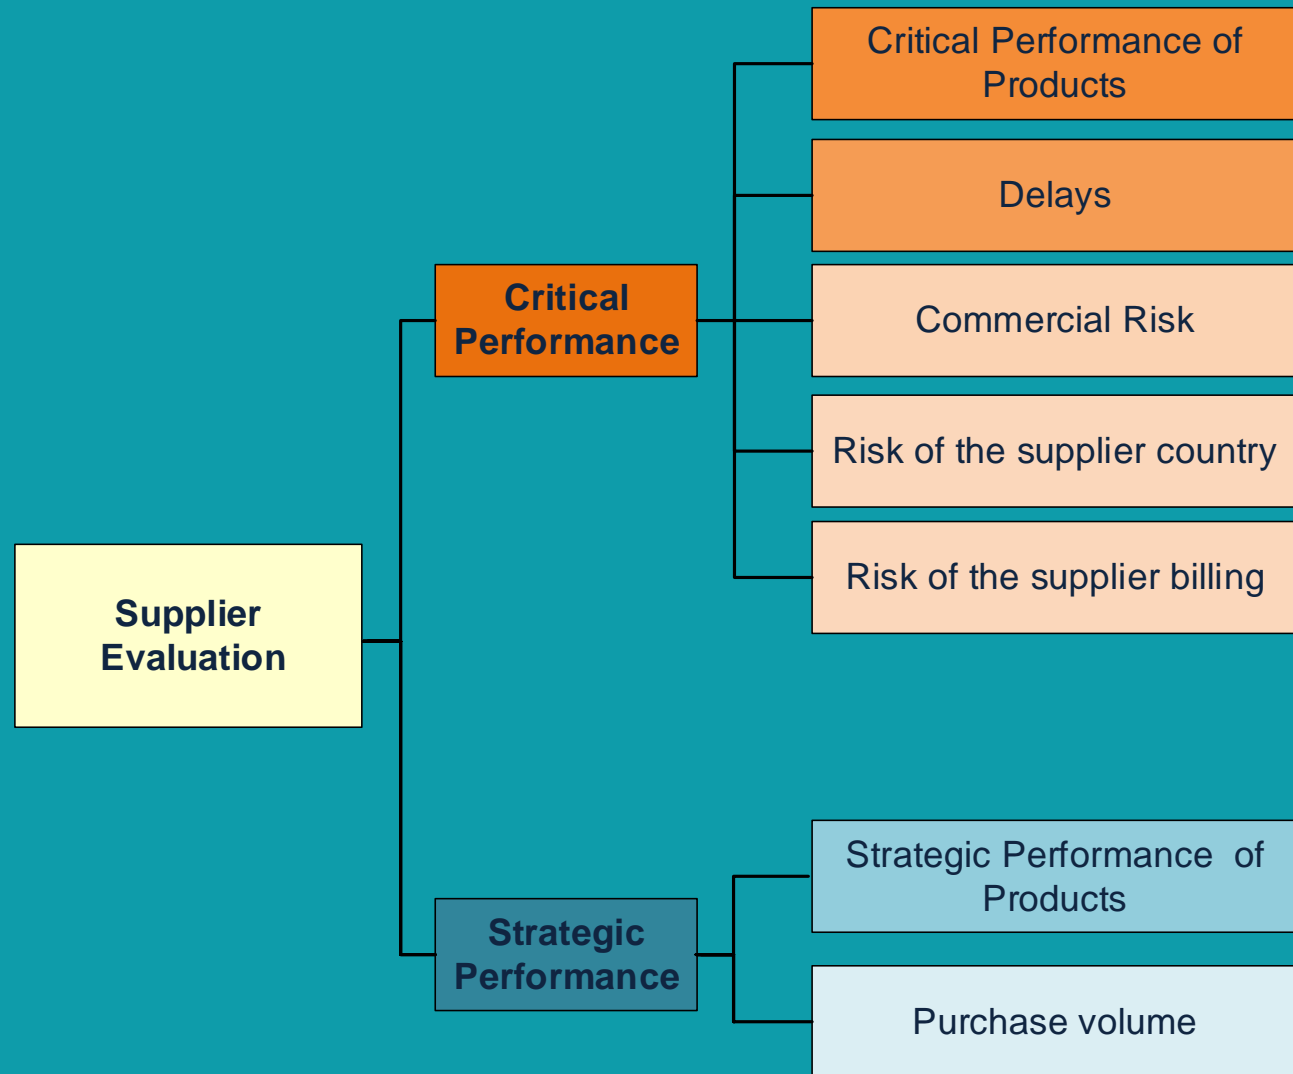 Critical Performance of
Products
Delays
Critical
Performance
Commercial Risk
Risk of the supplier country
Risk of the supplier billing
Supplier
Evaluation
Strategic Performance of
Products
Strategic
Performance
Purchase volume